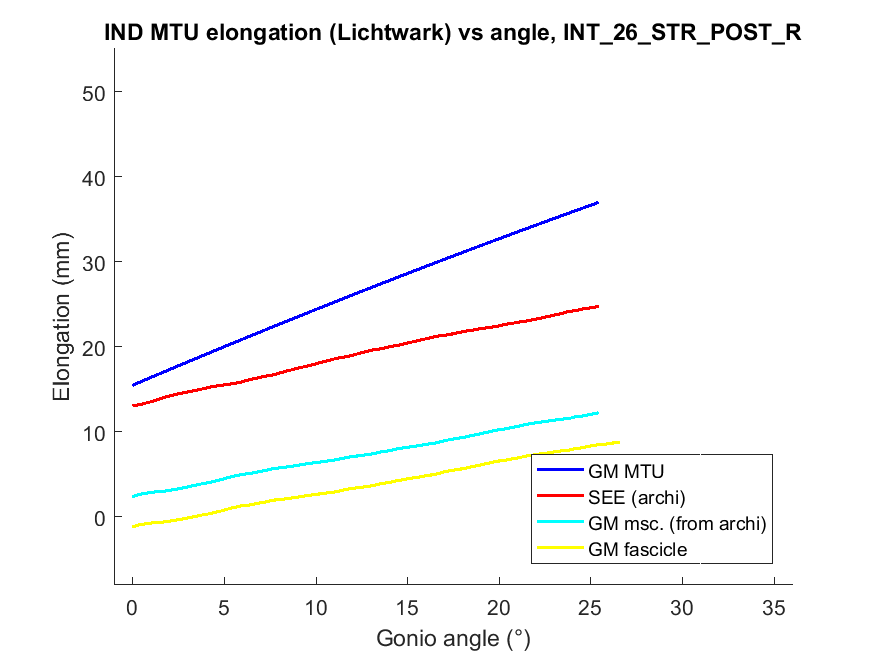 IND MTU elongation (Lichtwark) vs angle, INT_26_STR_POST_R
50
40
30
20
10
0
Elongation (mm)
0 5 10 15 20 25 30 35
Gonio angle (°)
GM MTU
SEE (archi)
GM msc. (from archi)
GM fascicle